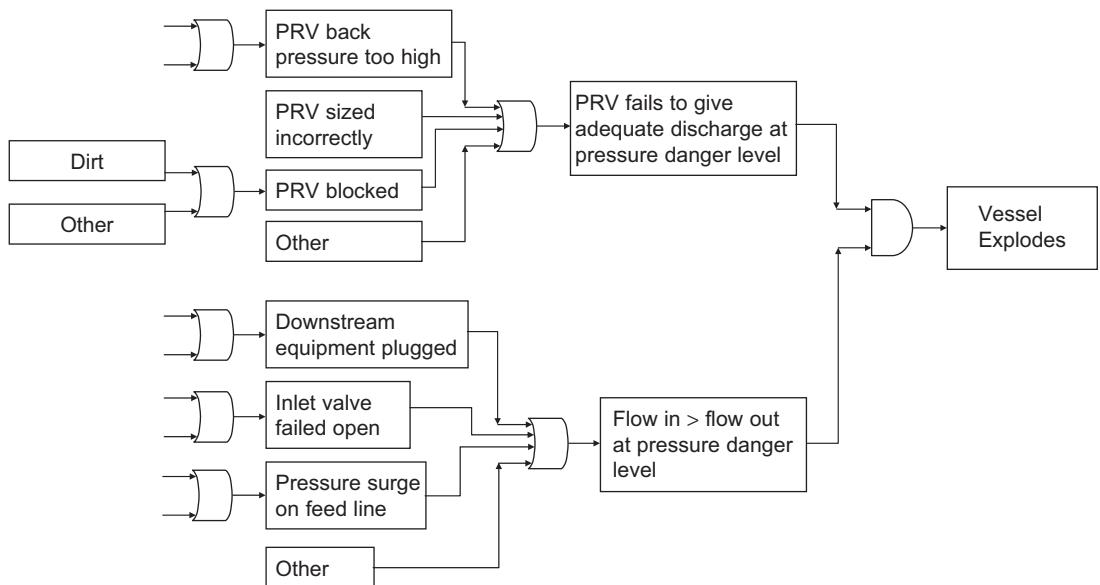 PRV back
pressure too high
PRV sized
incorrectly
PRV fails to give
adequate discharge at
pressure danger level
Dirt
PRV blocked
Other
Other
Vessel
Explodes
Downstream
equipment plugged
Inlet valve
failed open
Flow in > flow out
at pressure danger
level
Pressure surge
on feed line
Other